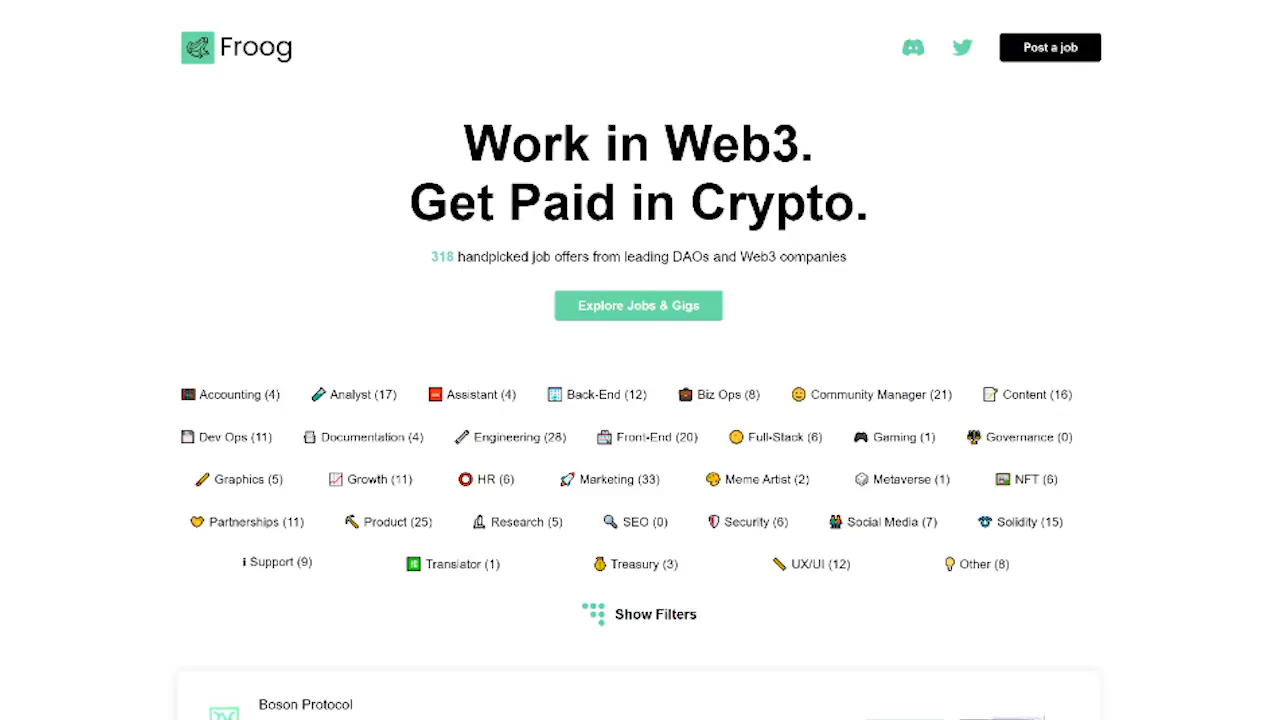 Froog
Post a job
Work in Web3.
Get Paid in Crypto.
318 handpicked job offers from leading DAOs and Web3 companies
Explore Jobs & Gigs
Accounting (4) Analyst (17) Assistant (4) Back-End (12) Biz Ops (8) Community Manager (21) Content (16)
Dev Ops (11) Documentation (4) Engineering (28) Front-End (20) Full-Stack (6) Gaming (1) Governance (0)
Graphics (5) Growth (11) HR (6) Marketing (33) Meme Artist (2) Metaverse (1) NFT (6)
Partnerships (11) Product (25) Research (5) SEO (0) Security (6) Social Media (7) Solidity (15)
ℹ Support (9) Translator (1) Treasury (3) UX/UI (12) Other (8)
Show Filters
Boson Protocol